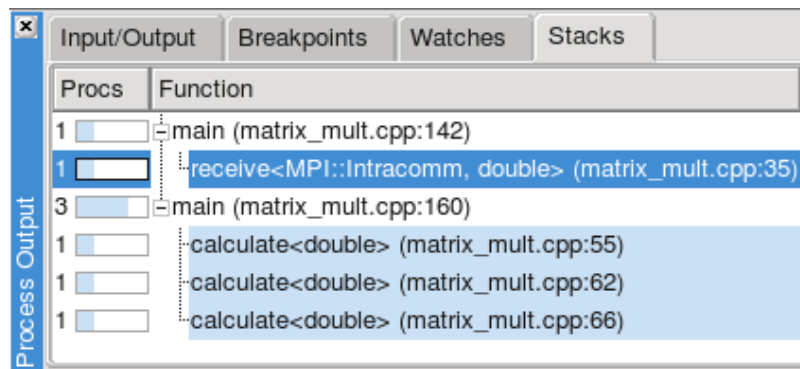 Input/Output Breakpoints Watches Stacks
Procs Function
1 main (matrix_mult.cpp:142)
1 receive<MPI::Intracomm, double> (matrix_mult.cpp:35)
3 main (matrix_mult.cpp:160)
1 calculate<double> (matrix_mult.cpp:55)
1 calculate<double> (matrix_mult.cpp:62)
1 calculate<double> (matrix_mult.cpp:66)
Process Output